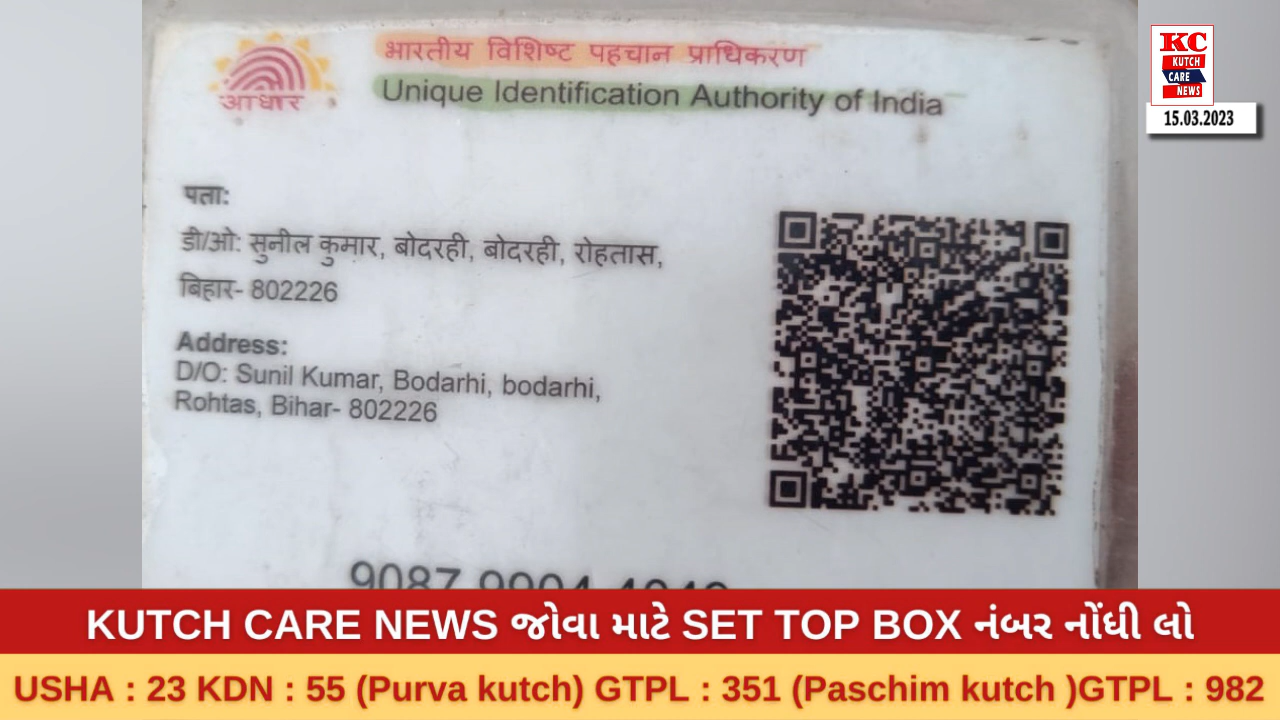 आधार
भारतीय विशिष्ट पहचान प्राधिकरण
Unique Identification Authority of India
KC
KUTCH
CARE
NEWS
15.03.2023
पता:
डी/ओ: सुनील कुमार, बोदरही, बोदरही, रोहतास,
बिहार- 802226
Address:
D/O: Sunil Kumar, Bodarhi, bodarhi,
Rohtas, Bihar- 802226
KUTCH CARE NEWS જોવા માટે SET TOP BOX નંબર નોંધી લો
USHA : 23 KDN : 55 (Purva kutch) GTPL : 351 (Paschim kutch )GTPL : 982